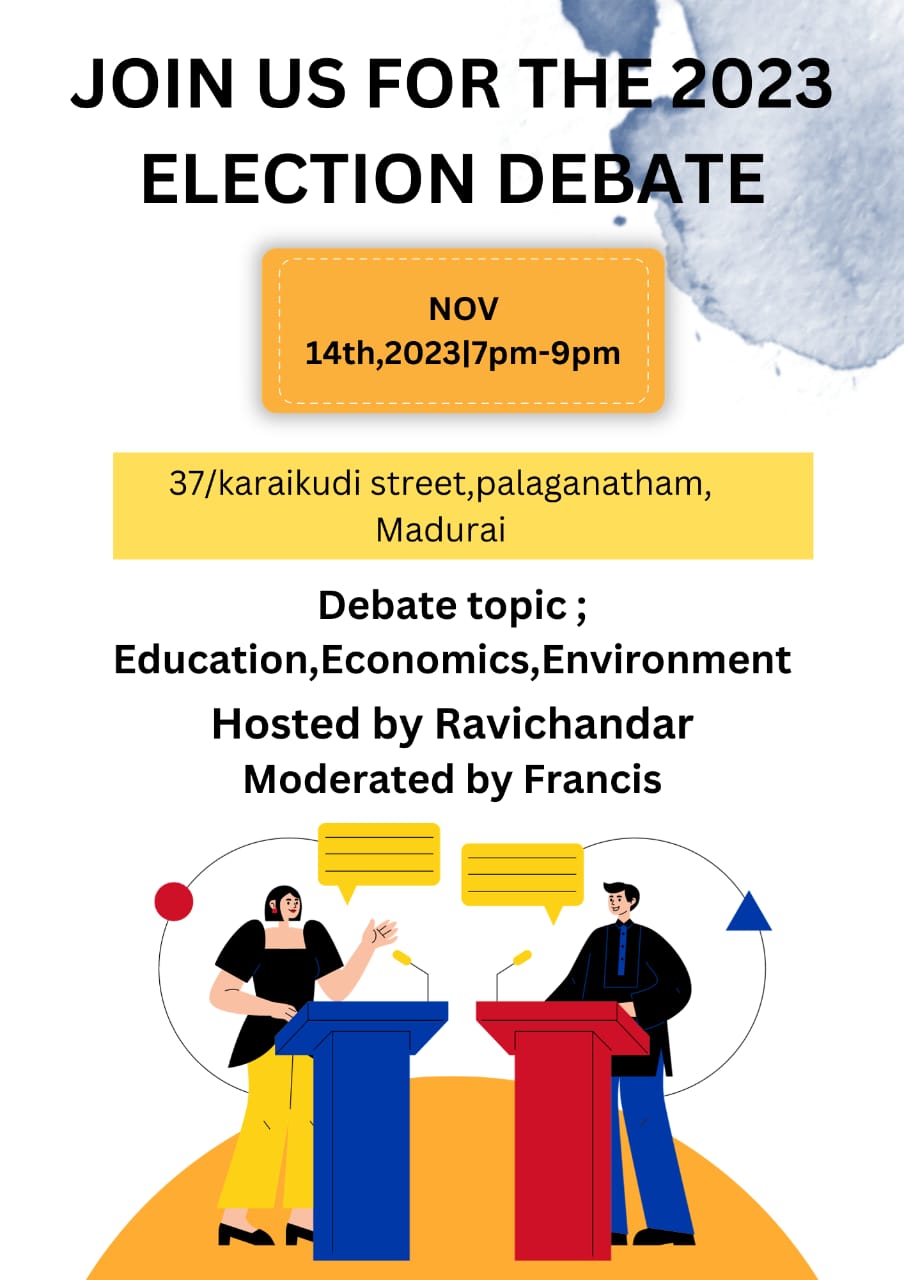 JOIN US FOR THE 2023
ELECTION DEBATE
NOV
14th,2023|7pm-9pm
37/karaikudi street,palaganatham,
Madurai
Debate topic ;
Education,Economics,Environment
Hosted by Ravichandar
Moderated by Francis